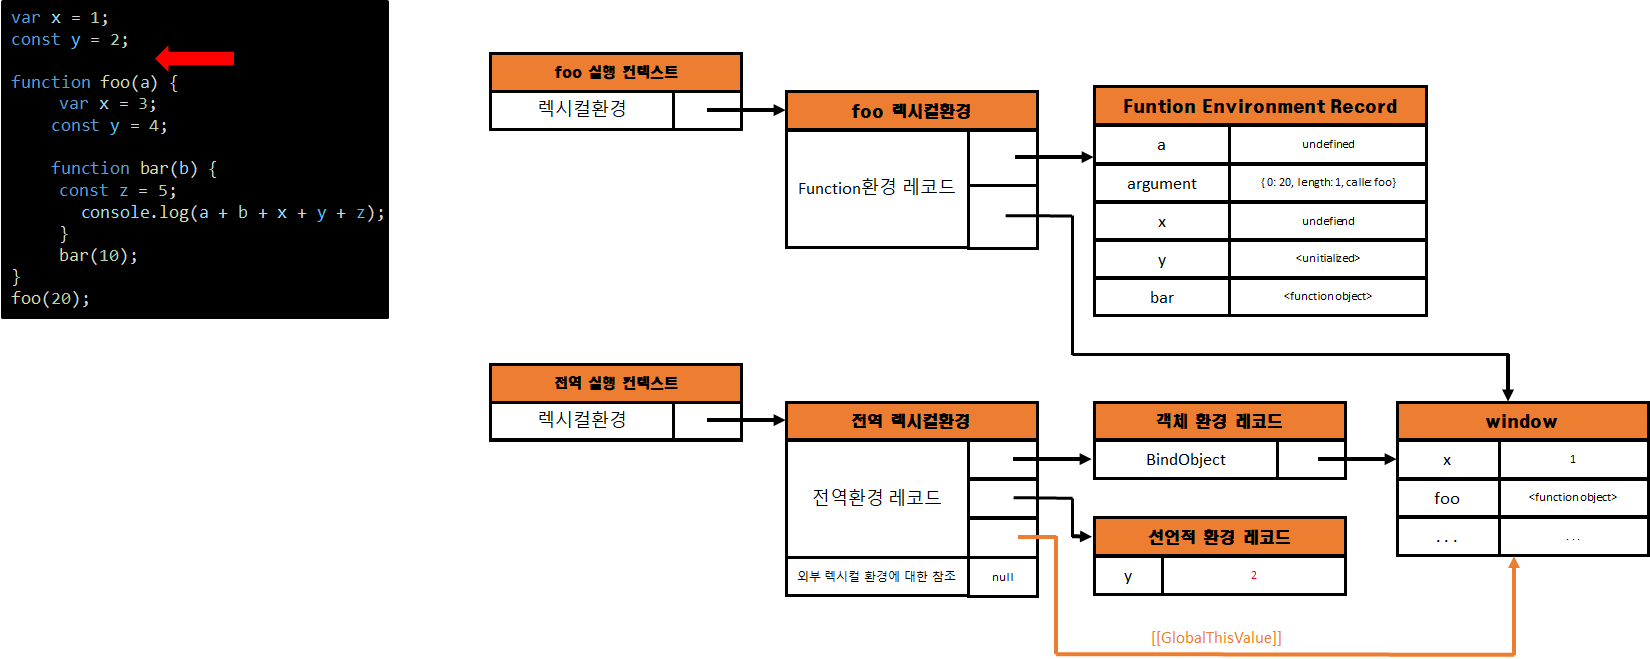 var x = 1;
const y = 2;
function foo(a) {
var x = 3;
const y = 4;
function bar(b) {
const z = 5;
console.log(a + b + x + y + z);
}
bar(10);
}
foo(20);
foo 실행 컨텍스트
렉시컬환경
foo 렉시컬환경
Function환경 레코드
Funtion Environment Record
a undefined
argument { 0: 20, length: 1, calle: foo}
x undefiend
y <unitialized>
bar <function object>
전역 실행 컨텍스트
렉시컬환경
전역 렉시컬환경
전역환경 레코드
외부 렉시컬 환경에 대한 참조 null
객체 환경 레코드
BindObject
선언적 환경 레코드
y 2
window
x 1
foo <function object>
... ...
[[GlobalThisValue]]